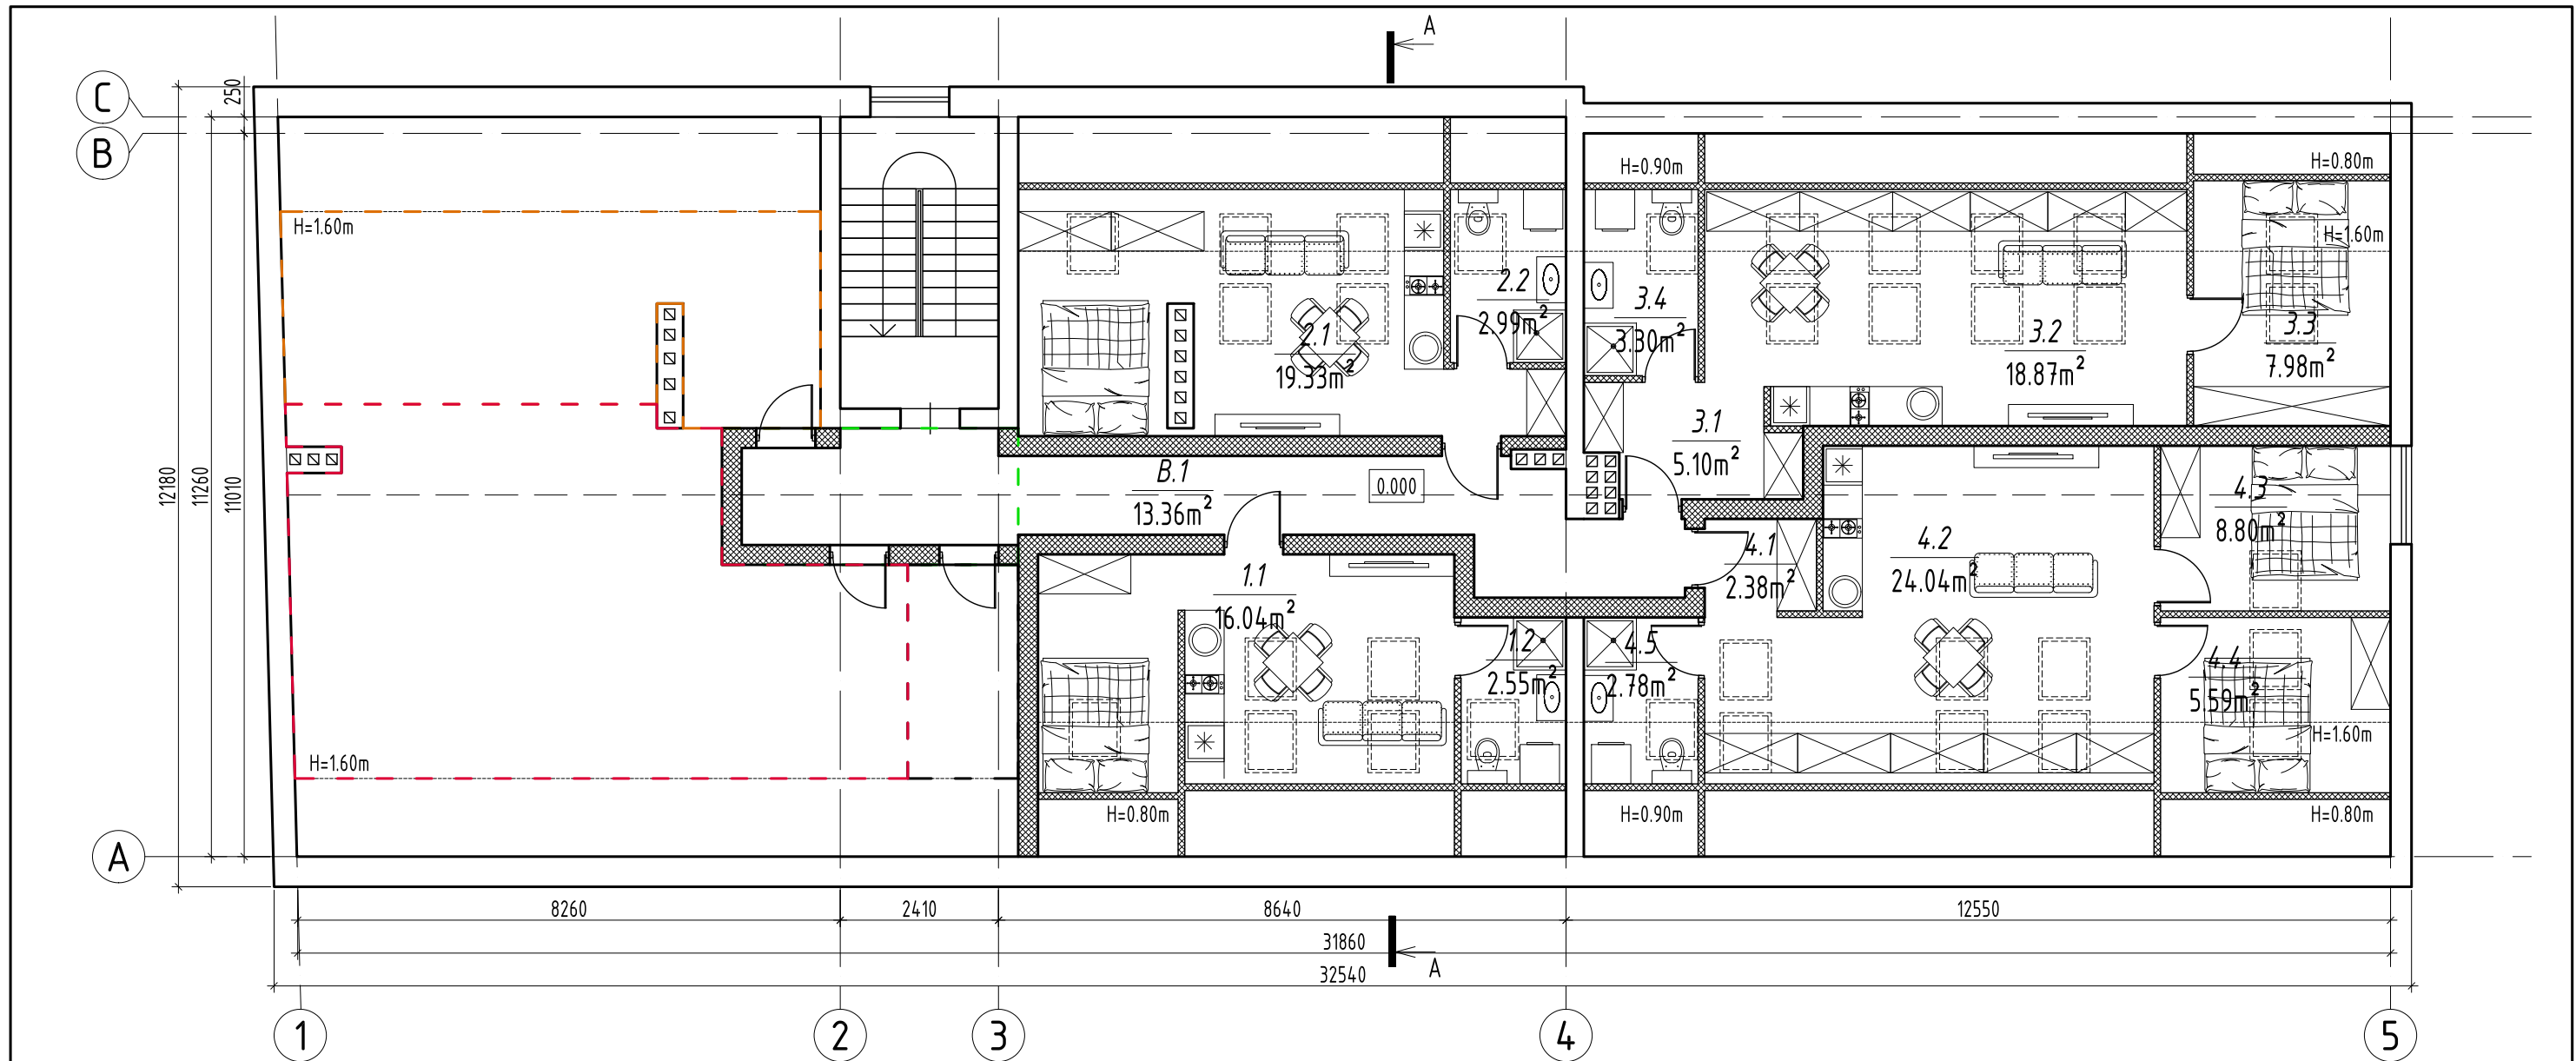 A
C
250
B
H=0.90m
H=0.80m
H=1.60m
H=1.60m
2.2
2.99m²
3.4
3.30m²
2.1
19.33m²
3.2
18.87m²
3.3
7.98m²
3.1
5.10m²
B.1
13.36m²
0.000
12180
11260
11010
4.3
8.80m²
4.1
2.38m²
4.2
24.04m²
1.1
16.04m²
1.2
2.55m²
4.5
2.78m²
4.4
5.59m²
H=1.60m
H=1.60m
H=0.80m
H=0.90m
H=0.80m
A
8260
2410
8640
12550
31860
A
32540
1
2
3
4
5